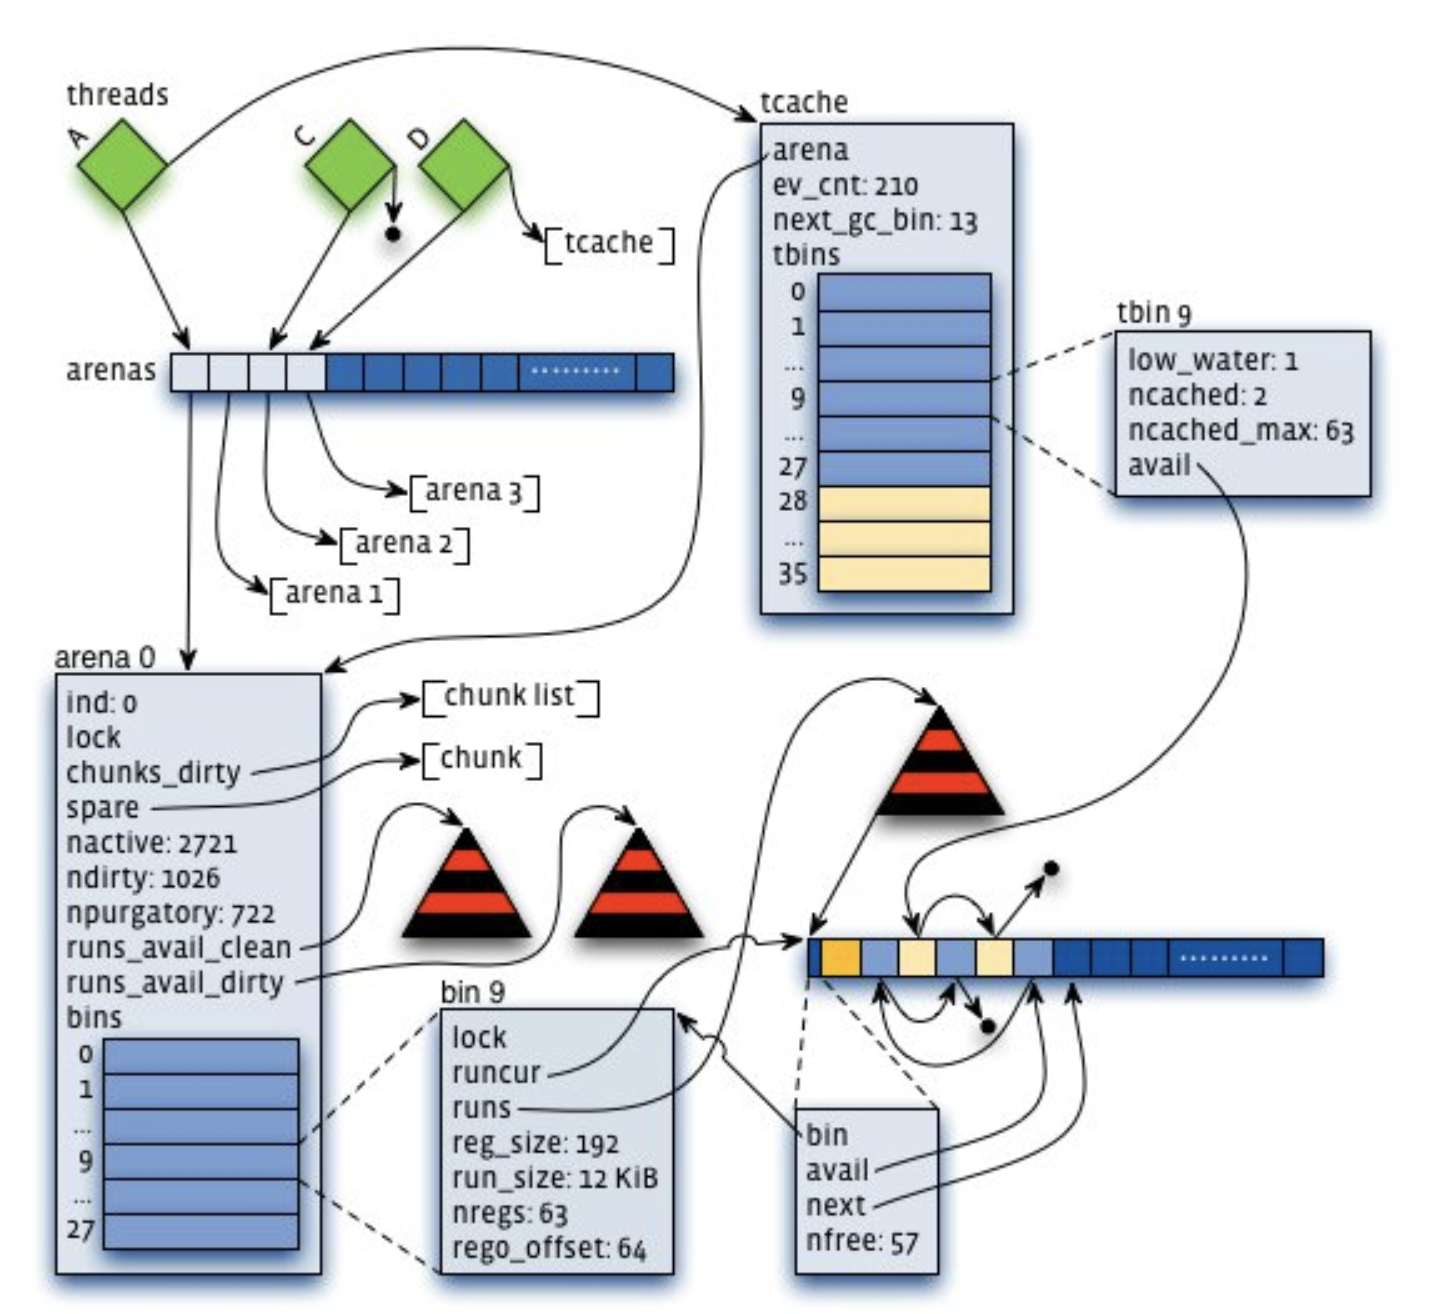 threads
A
C
D
[tcache]
arenas
[arena 3]
[arena 2]
[arena 1]
tcache
arena
ev_cnt: 210
next_gc_bin: 13
tbins
0
1
...
9
...
27
28
...
35
tbin 9
low_water: 1
ncached: 2
ncached_max: 63
avail
arena 0
ind: 0
lock
chunks_dirty
spare
nactive: 2721
ndirty: 1026
npurgatory: 722
runs_avail_clean
runs_avail_dirty
bins
0
1
...
9
...
27
[chunk list]
[chunk]
bin 9
lock
runcur
runs
reg_size: 192
run_size: 12 KiB
nregs: 63
rego_offset: 64
.........
.........
bin
avail
next
nfree: 57